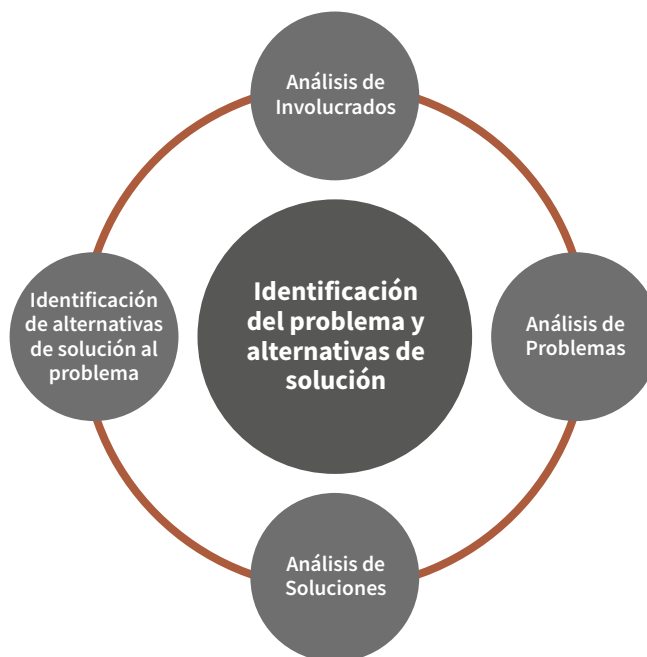 Análisis de
Involucrados
Identificación
del problema y
alternativas de
solución
Identificación
de alternativas
de solución al
problema
Análisis de
Problemas
Análisis de
Soluciones